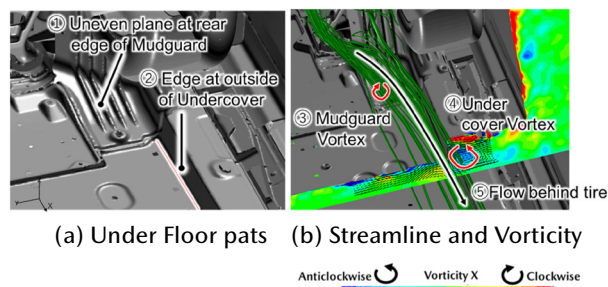 ① Uneven plane at rear
edge of Mudguard
② Edge at outside
of Undercover
Y
X
③ Mudguard
Vortex
④ Under
cover Vortex
⑤ Flow behind tire
(a) Under Floor pats
(b) Streamline and Vorticity
Anticlockwise
Vorticity X
Clockwise